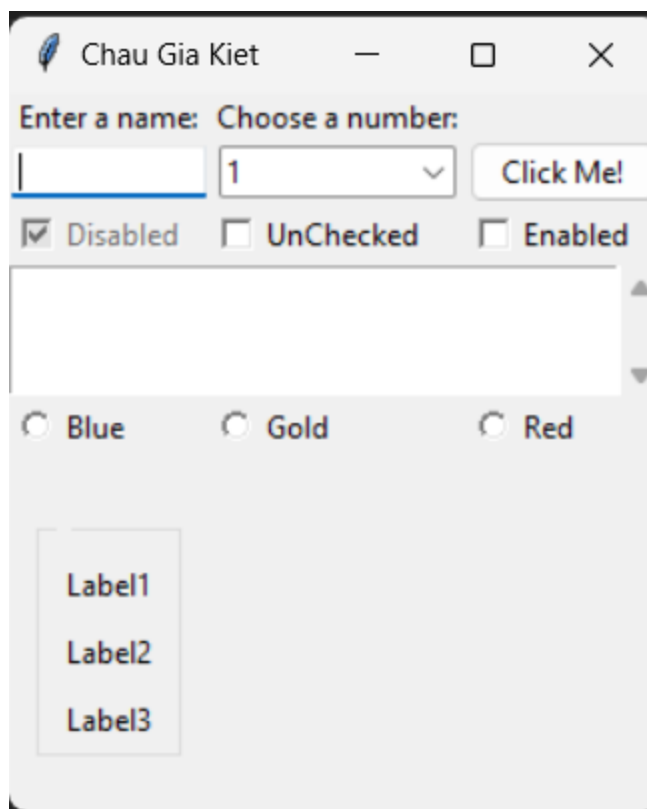 Chau Gia Kiet
Enter a name: Choose a number:
1 Click Me!
Disabled UnChecked Enabled
Blue Gold Red
Label1
Label2
Label3